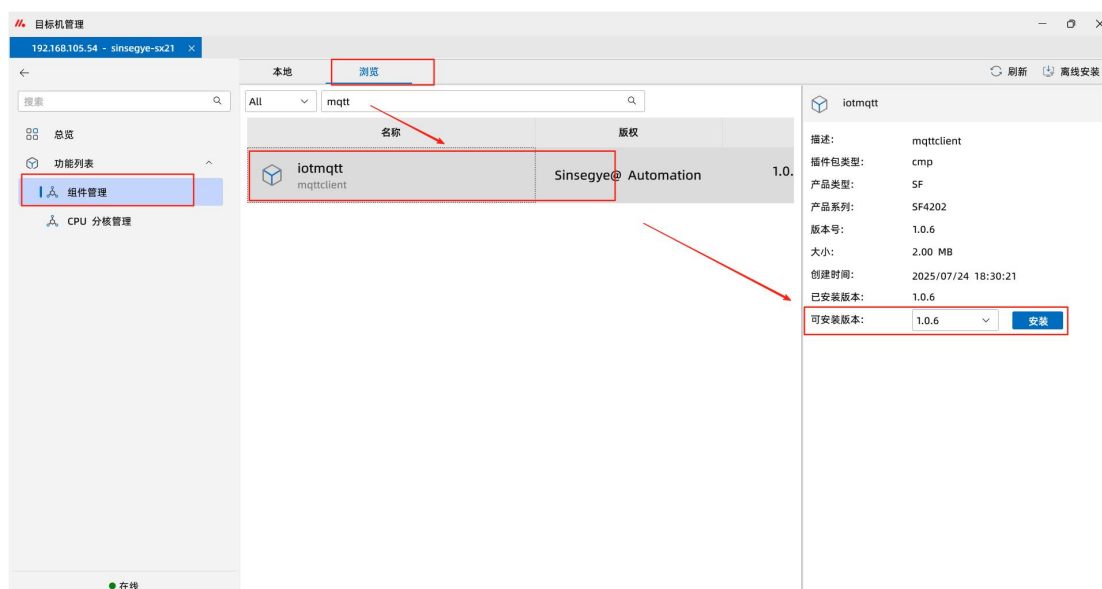 目标机管理
192.168.105.54 - sinsegye-sx21
本地
浏览
刷新
离线安装
搜索
All
mqtt
iotmqtt
总览
功能列表
组件管理
CPU 分核管理
名称
版权
iotmqtt
mqttclient
Sinsegye@ Automation
1.0.
描述:
mqttclient
插件包类型:
cmp
产品类型:
SF
产品系列:
SF4202
版本号:
1.0.6
大小:
2.00 MB
创建时间:
2025/07/24 18:30:21
已安装版本:
1.0.6
可安装版本:
1.0.6
安装
在线